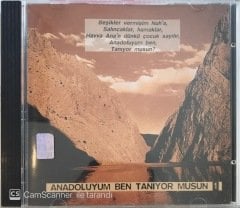 Beşikler vermişim Nuh'a,
Salıncaklar, hamaklar,
Havva Ana'n dünkü çocuk sayılır,
Anadoluyum ben,
Tanıyor musun?
ANADOLUYUM BEN TANIYOR MUSUN
CS CamScanner ile tarandı